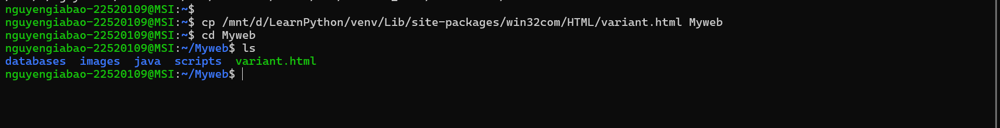 nguyengiabao-22520109@MSI:~$
nguyengiabao-22520109@MSI:~$ cp /mnt/d/LearnPython/venv/Lib/site-packages/win32com/HTML/variant.html Myweb
nguyengiabao-22520109@MSI:~$ cd Myweb
nguyengiabao-22520109@MSI:~/Myweb$ ls
databases  images  java  scripts  variant.html
nguyengiabao-22520109@MSI:~/Myweb$